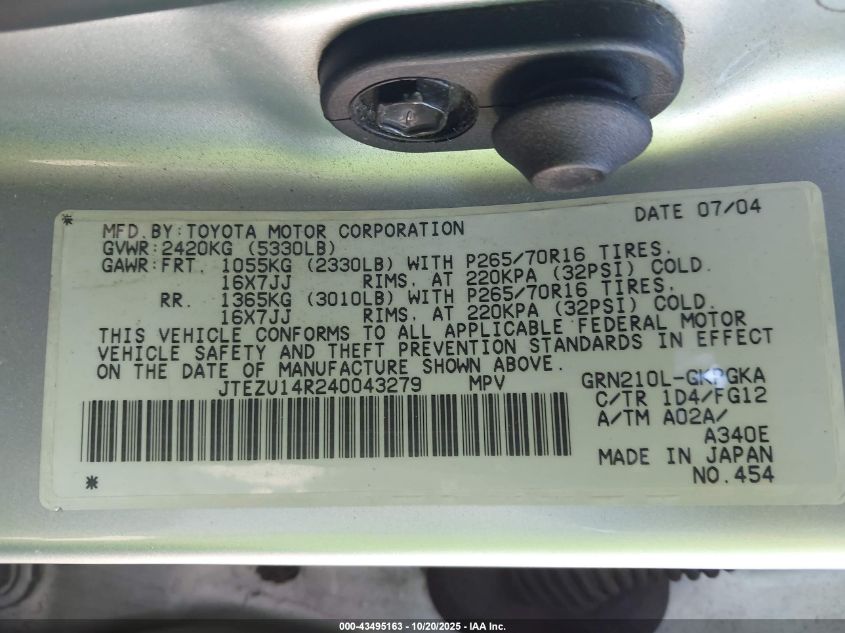 DATE 07/04
MFD.BY:TOYOTA MOTOR CORPORATION
GVWR:2420KG (5330LB)
GAWR:FRT. 1055KG (2330LB) WITH P265/70R16 TIRES.
16X7JJ RIMS. AT 220KPA (32PSI) COLD.
RR. 1365KG (3010LB) WITH P265/70R16 TIRES.
16X7JJ RIMS. AT 220KPA (32PSI) COLD.
THIS VEHICLE CONFORMS TO ALL APPLICABLE FEDERAL MOTOR
VEHICLE SAFETY AND THEFT PREVENTION STANDARDS IN EFFECT
ON THE DATE OF MANUFACTURE SHOWN ABOVE.
JTEZU14R240043279 MPV GRN210L-GKPGKA
C/TR 1D4/FG12
A/TM A02A/
A340E
MADE IN JAPAN
NO.454
000-43495163 - 10/20/2025 - IAA Inc.